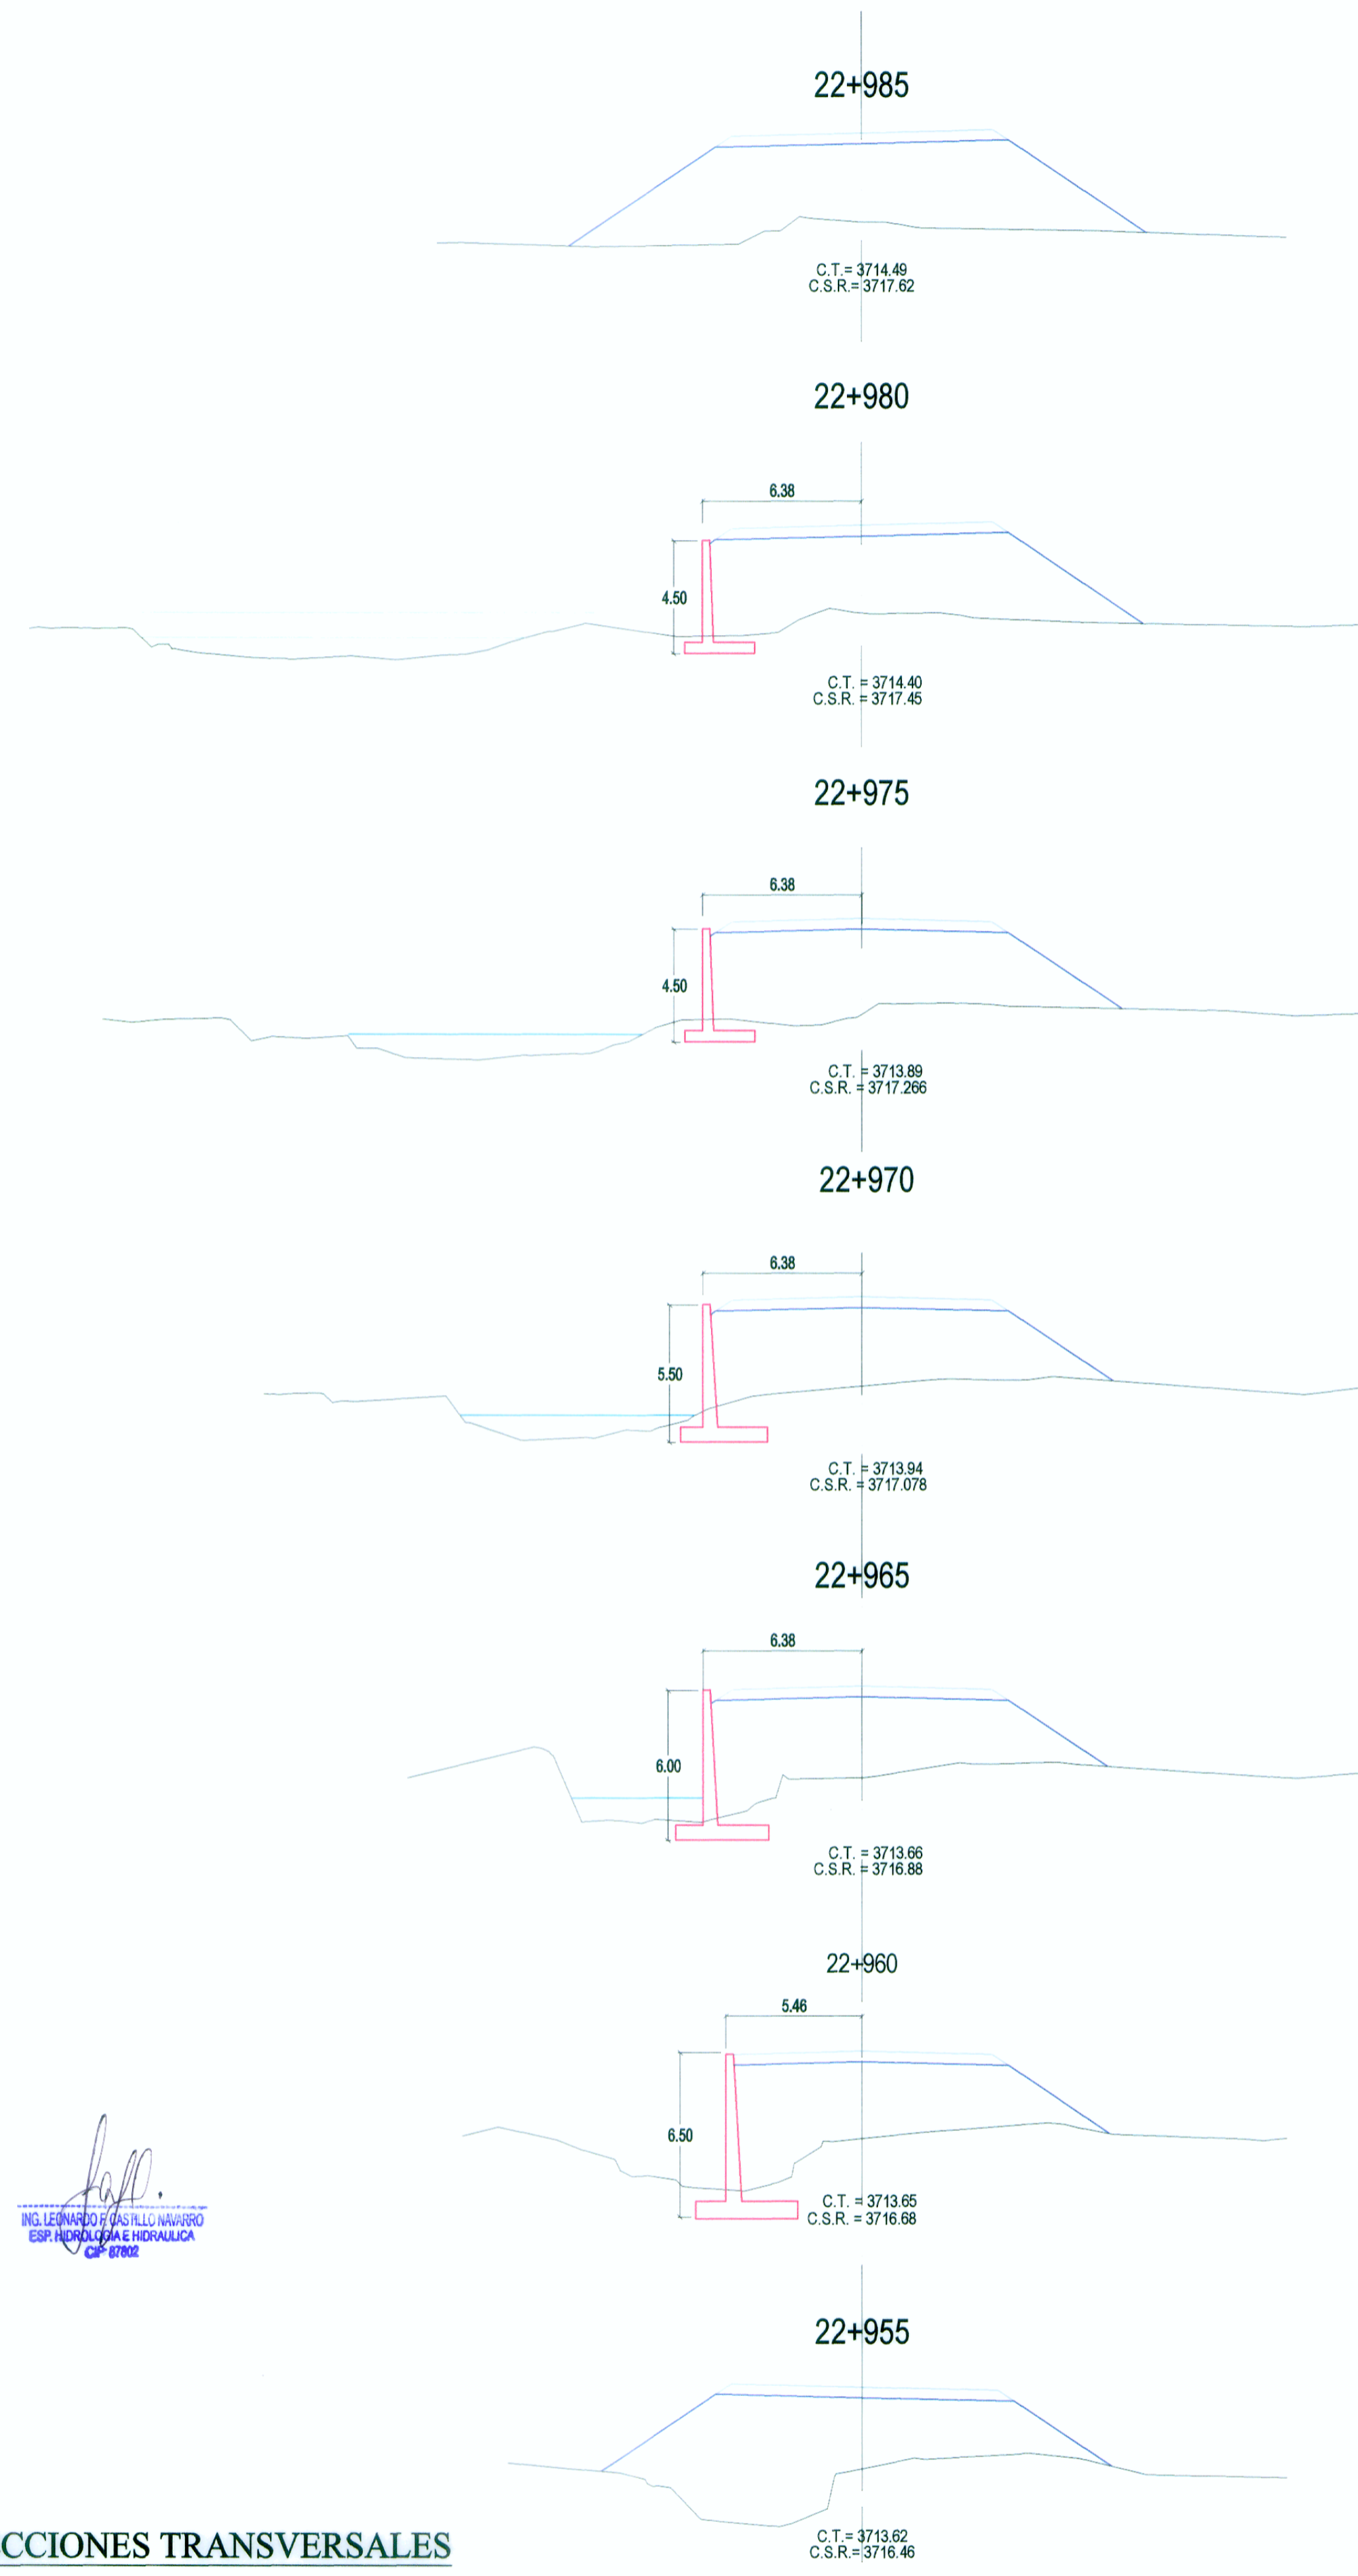 22+985
C.T.= 3714.49
C.S.R.= 3717.62
22+980
6.38
4.50
C.T. = 3714.40
C.S.R. = 3717.45
22+975
6.38
4.50
C.T. = 3713.89
C.S.R. = 3717.266
22+970
6.38
5.50
C.T. = 3713.94
C.S.R. = 3717.078
22+965
6.38
6.00
C.T. = 3713.66
C.S.R. = 3716.88
22+960
5.46
6.50
C.T. = 3713.65
C.S.R. = 3716.68
ING. LEONARDO F. CASTILLO NAVARRO
ESP. HIDROLOGIA E HIDRAULICA
CIP 87802
22+955
C.T.= 3713.62
C.S.R.= 3716.46
CCIONES TRANSVERSALES